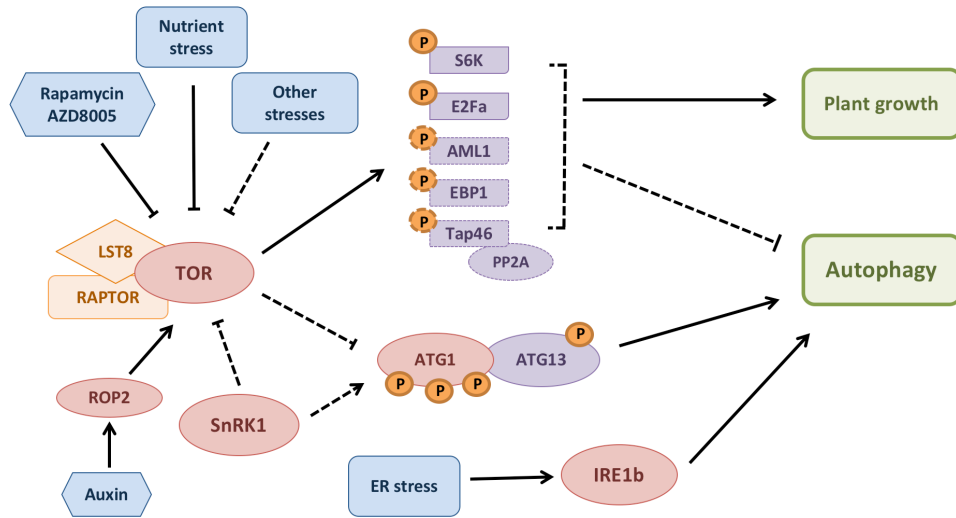 Nutrient
stress
Rapamycin
AZD8005
Other
stresses
P
S6K
P
E2Fa
P
AML1
P
EBP1
P
Tap46
PP2A
Plant growth
Autophagy
LST8
TOR
RAPTOR
ROP2
SnRK1
Auxin
ATG1
ATG13
P
P
P
P
ER stress
IRE1b